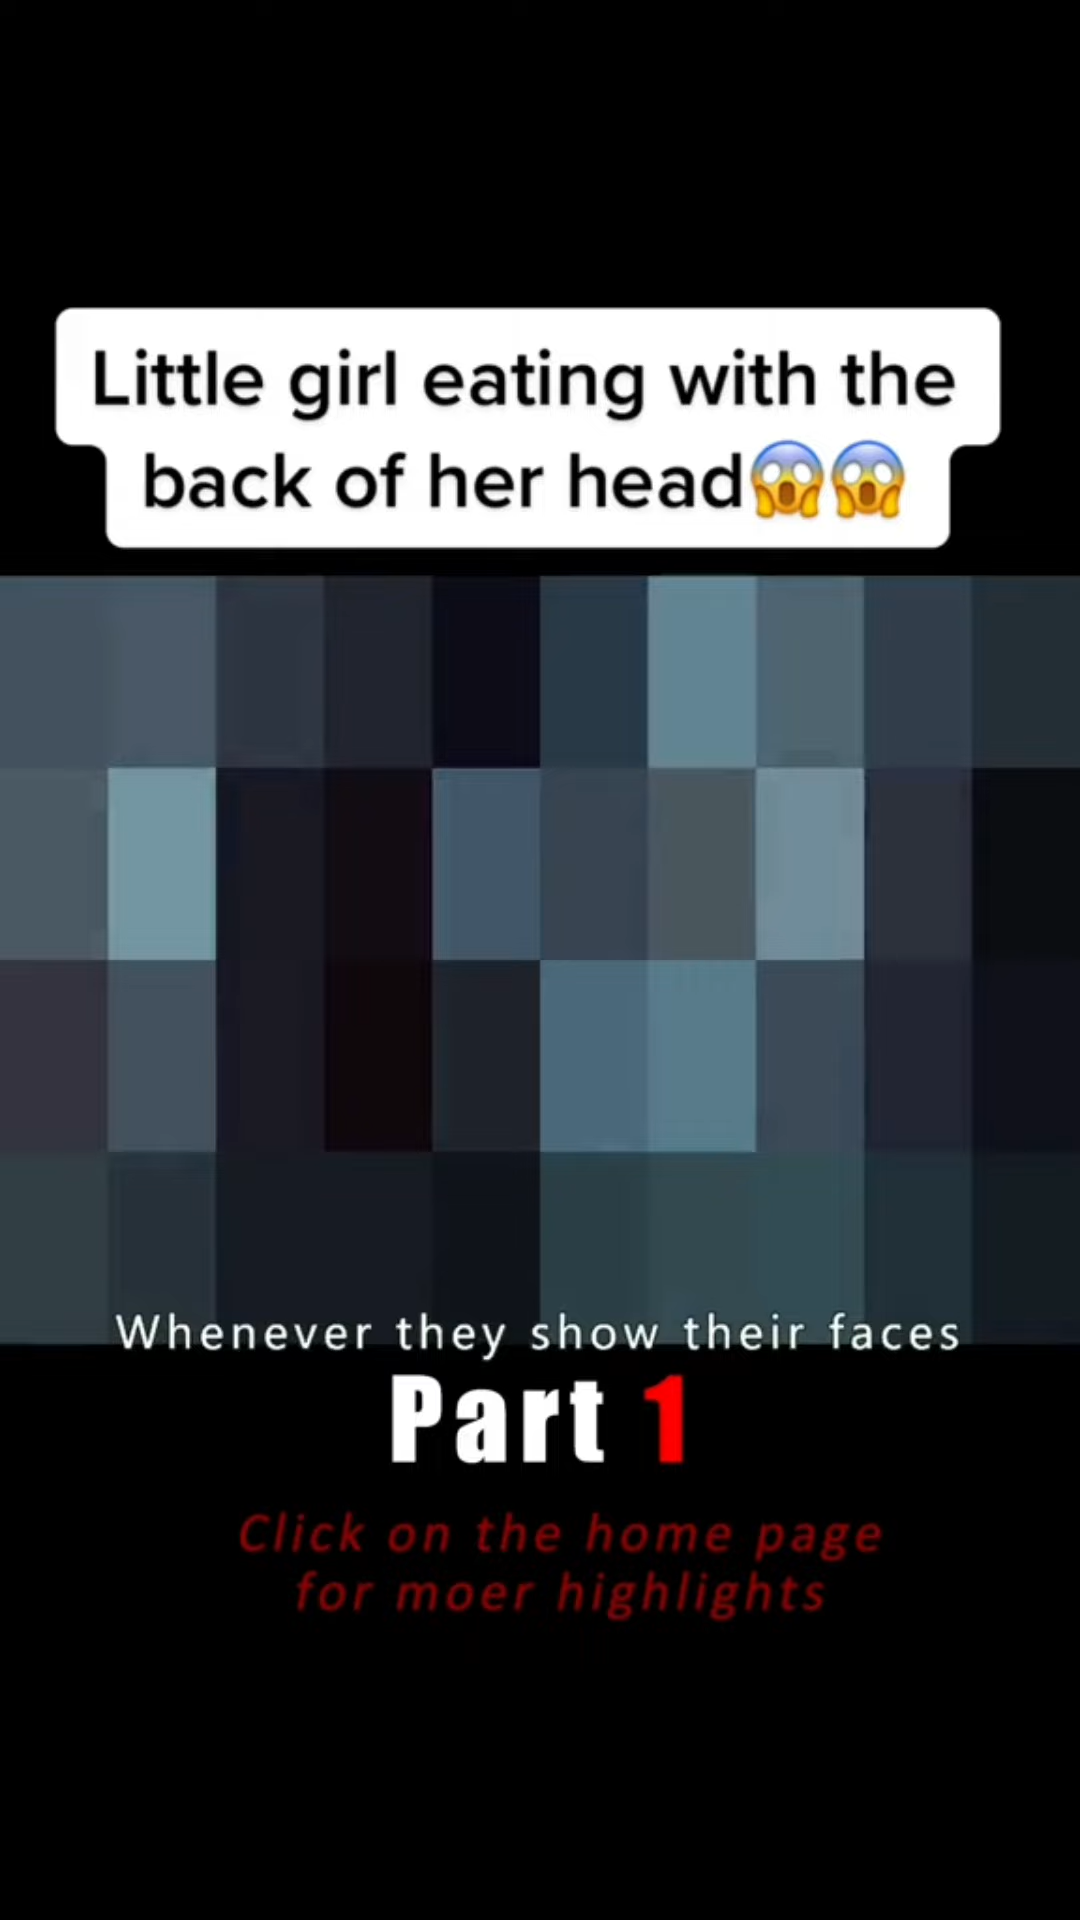 Little girl eating with the
back of her head😱😱
Whenever they show their faces
Part 1
Click on the home page
for moer highlights